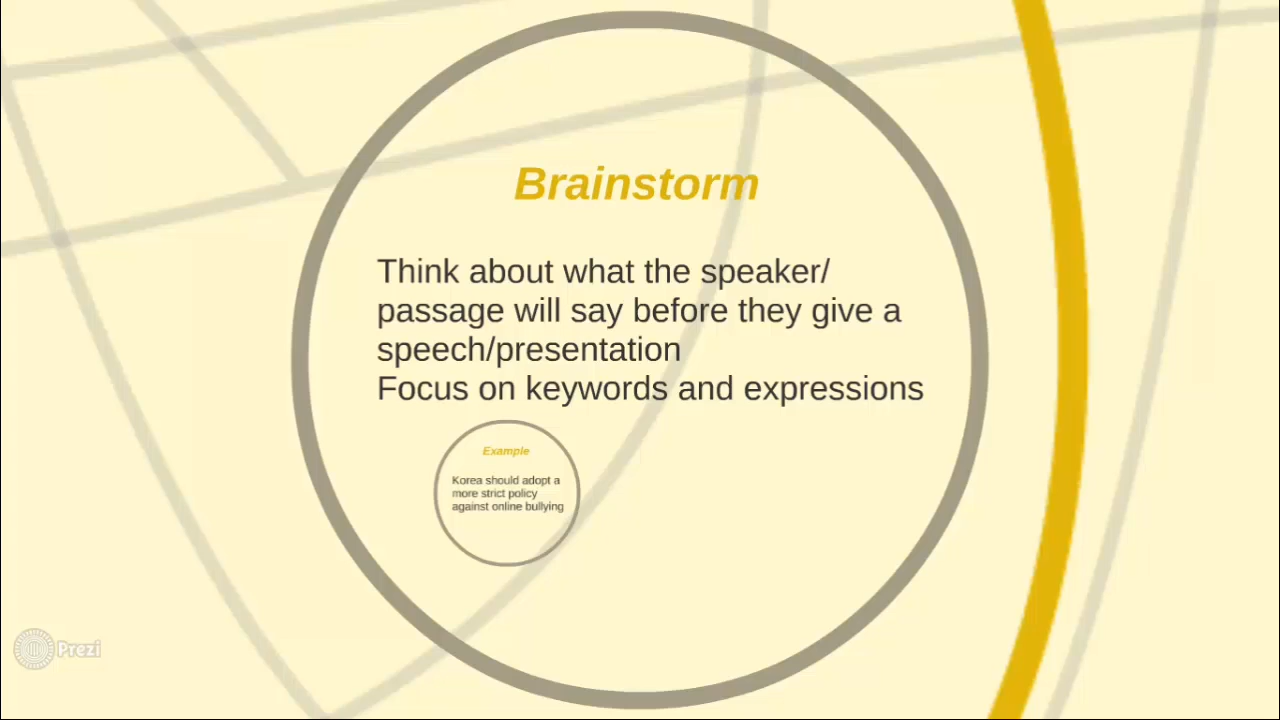 Brainstorm
Think about what the speaker/
passage will say before they give a
speech/presentation
Focus on keywords and expressions
Example
Korea should adopt a
more strict policy
against online bullying
Prezi